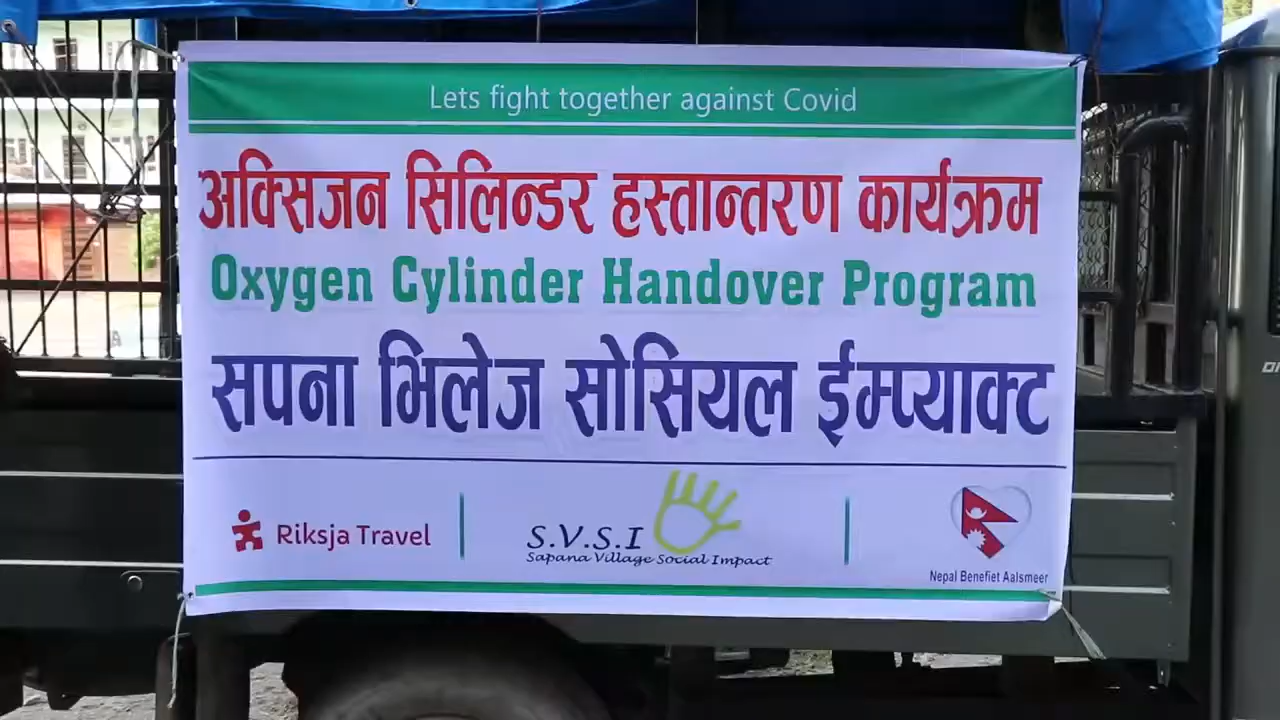 Lets fight together against Covid
अक्सिजन सिलिन्डर हस्तान्तरण कार्यक्रम
Oxygen Cylinder Handover Program
सपना भिलेज सोसियल ईम्प्याक्ट
Riksja Travel
S.V.S.I
Sapana Village Social Impact
Nepal Benefiet Aalsmeer